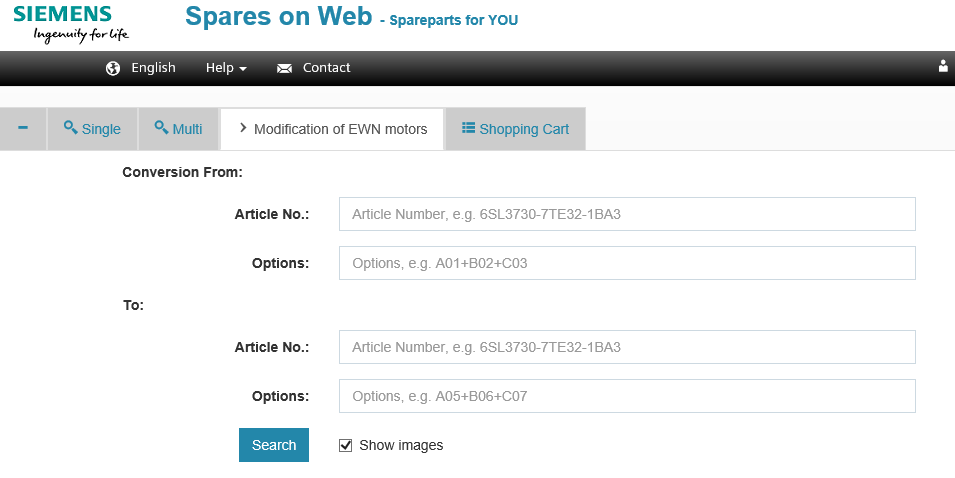 SIEMENS
Ingenuity for life
Spares on Web - Spareparts for YOU
English Help Contact
Single Multi Modification of EWN motors Shopping Cart
Conversion From:
Article No.: Article Number, e.g. 6SL3730-7TE32-1BA3
Options: Options, e.g. A01+B02+C03
To:
Article No.: Article Number, e.g. 6SL3730-7TE32-1BA3
Options: Options, e.g. A05+B06+C07
Search Show images